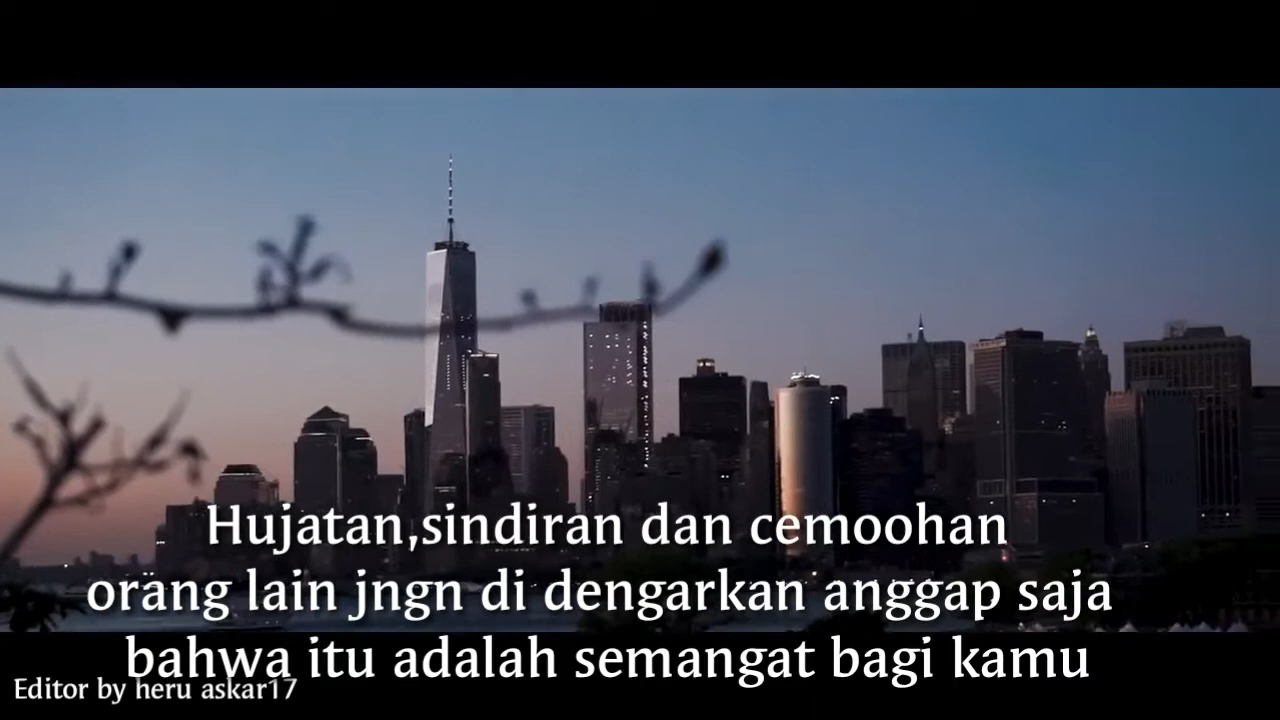 Hujatan,sindiran dan cemoohan
orang lain jngn di dengarkan anggap saja
bahwa itu adalah semangat bagi kamu
Editor by heru askar17